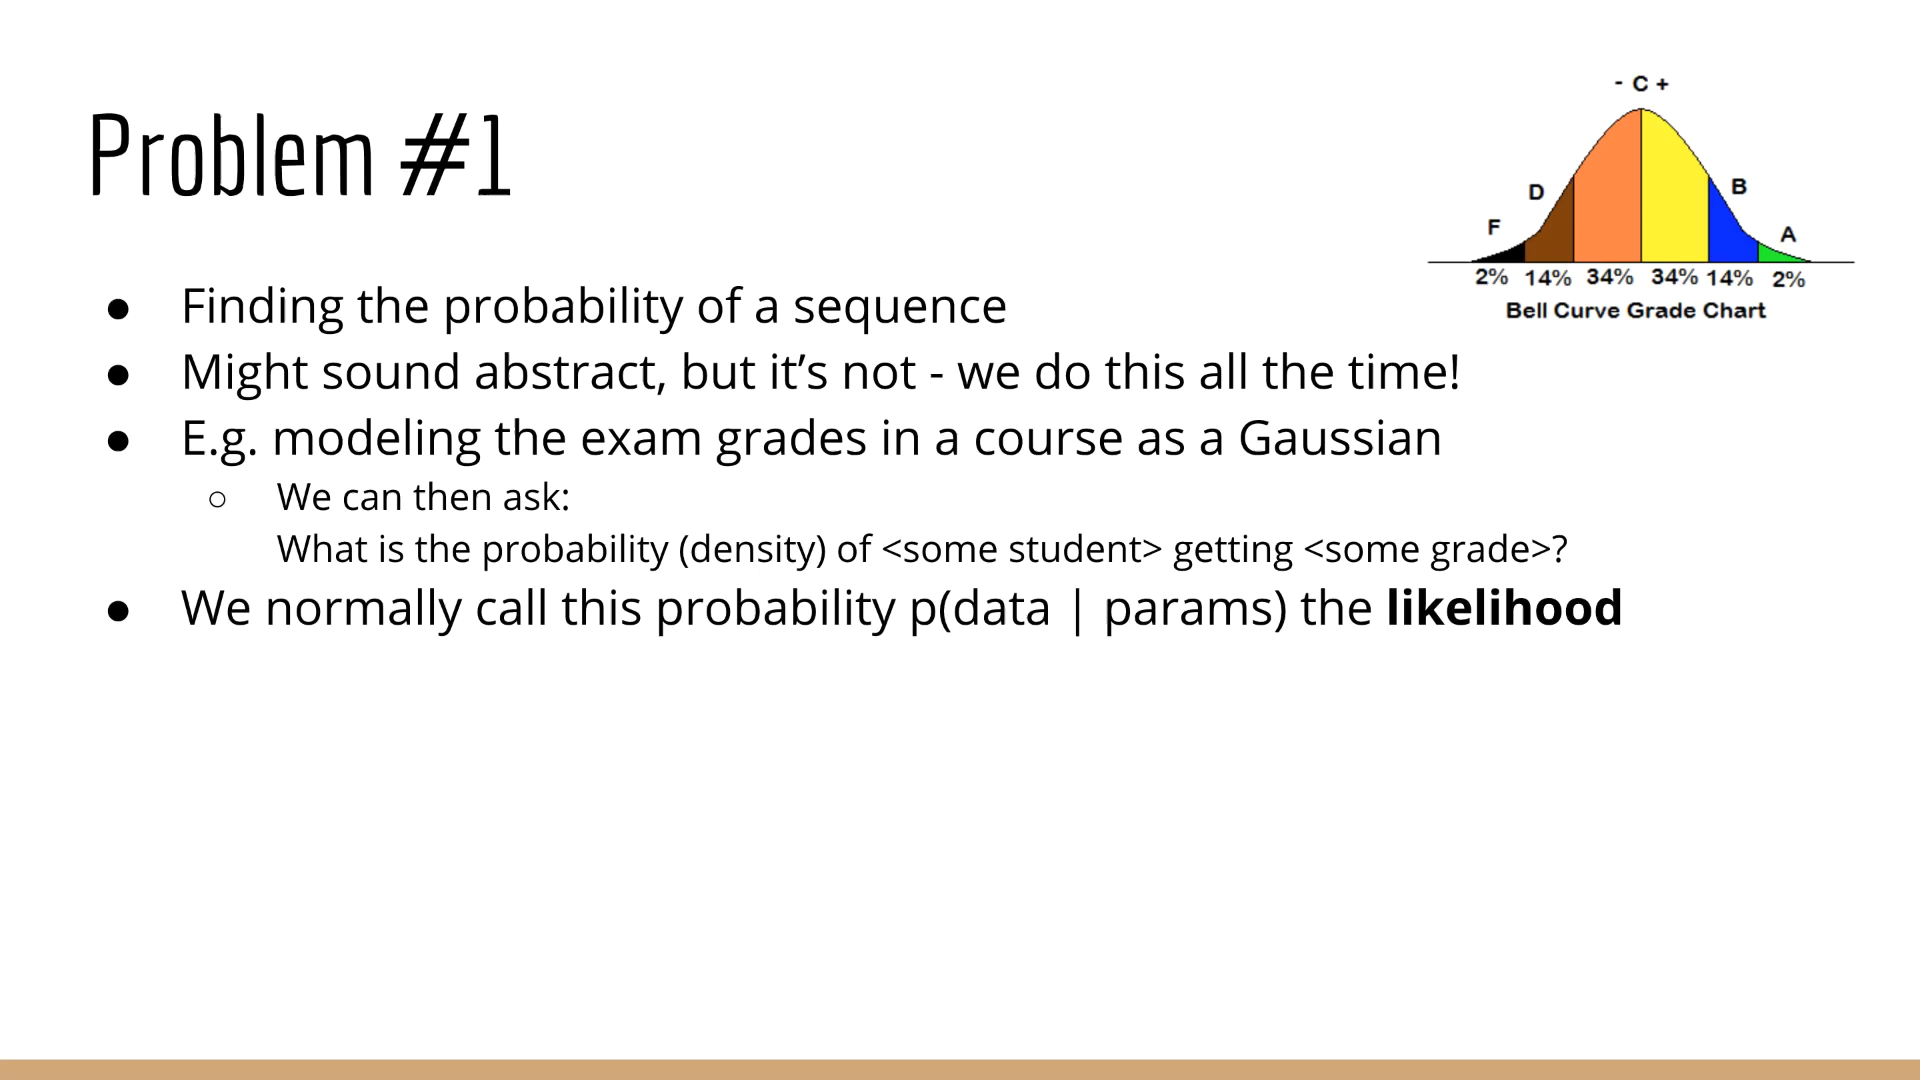 Problem #1
- C +
D
B
F
A
2% 14% 34% 34% 14% 2%
Bell Curve Grade Chart
● Finding the probability of a sequence
● Might sound abstract, but it’s not - we do this all the time!
● E.g. modeling the exam grades in a course as a Gaussian
○ We can then ask:
What is the probability (density) of <some student> getting <some grade>?
● We normally call this probability p(data | params) the likelihood